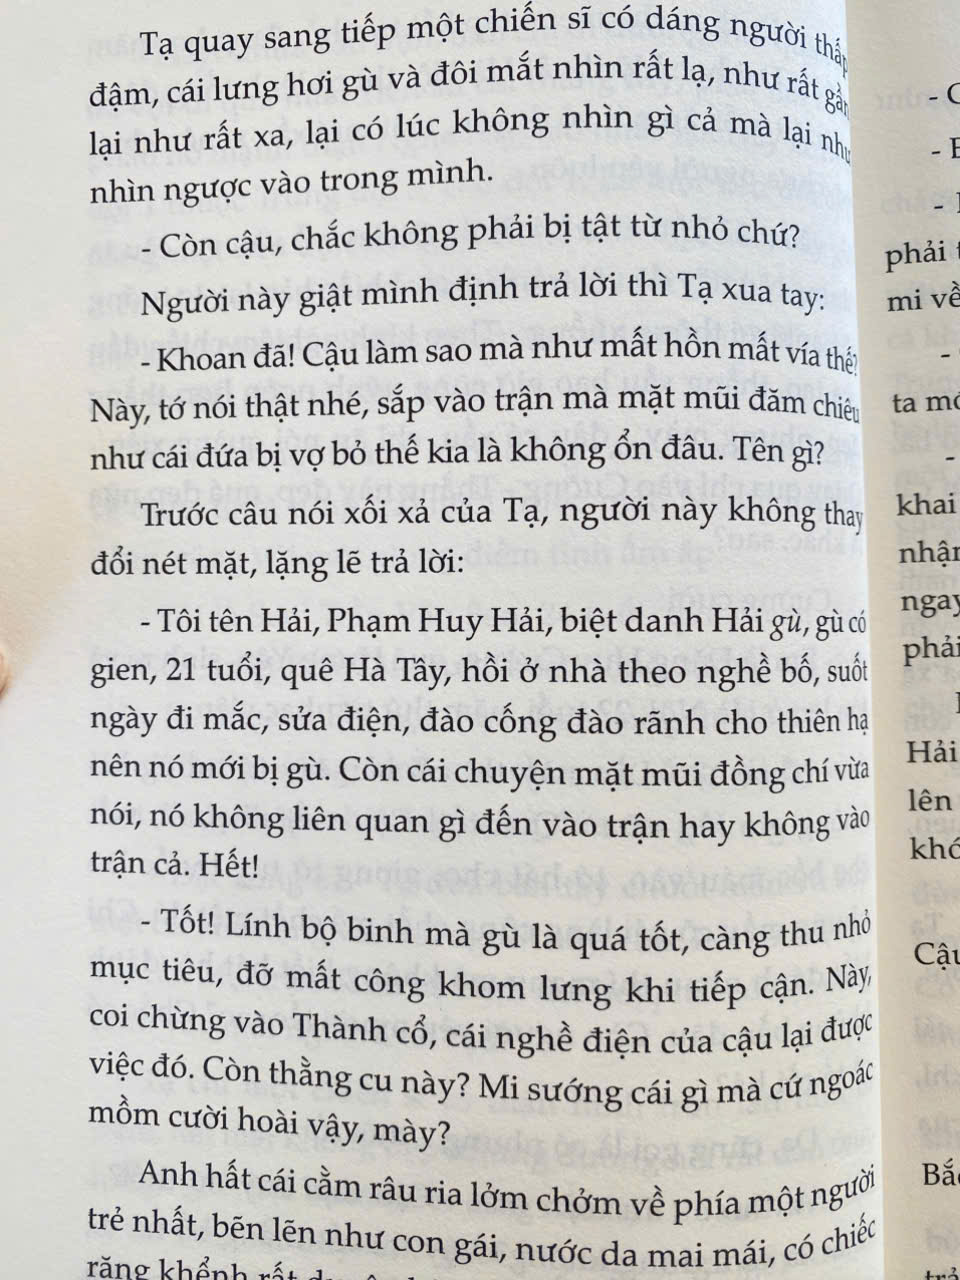 Tạ quay sang tiếp một chiến sĩ có dáng người thấp
đậm, cái lưng hơi gù và đôi mắt nhìn rất lạ, như rất gần
lại như rất xa, lại có lúc không nhìn gì cả mà lại như
nhìn ngược vào trong mình.
- Còn cậu, chắc không phải bị tật từ nhỏ chứ?
Người này giật mình định trả lời thì Tạ xua tay:
- Khoan đã! Cậu làm sao mà như mất hồn mất vía thế?
Này, tớ nói thật nhé, sắp vào trận mà mặt mũi đăm chiêu
như cái đứa bị vợ bỏ thế kia là không ổn đâu. Tên gì?
Trước câu nói xối xả của Tạ, người này không thay
đổi nét mặt, lặng lẽ trả lời:
- Tôi tên Hải, Phạm Huy Hải, biệt danh Hải gù, gù có
gien, 21 tuổi, quê Hà Tây, hồi ở nhà theo nghề bố, suốt
ngày đi mắc, sửa điện, đào cống đào rãnh cho thiên hạ
nên nó mới bị gù. Còn cái chuyện mặt mũi đồng chí vừa
nói, nó không liên quan gì đến vào trận hay không vào
trận cả. Hết!
- Tốt! Lính bộ binh mà gù là quá tốt, càng thu nhỏ
mục tiêu, đỡ mất công khom lưng khi tiếp cận. Này,
coi chừng vào Thành cổ, cái nghề điện của cậu lại được
việc đó. Còn thằng cu này? Mi sướng cái gì mà cứ ngoác
mồm cười hoài vậy, mày?
Anh hất cái cằm râu ria lởm chởm về phía một người
trẻ nhất, bẽn lẽn như con gái, nước da mai mái, có chiếc
răng khểnh rất
phải
mi về
ta
khai
nhận
ngay
phải
Hải
lên
Cậu